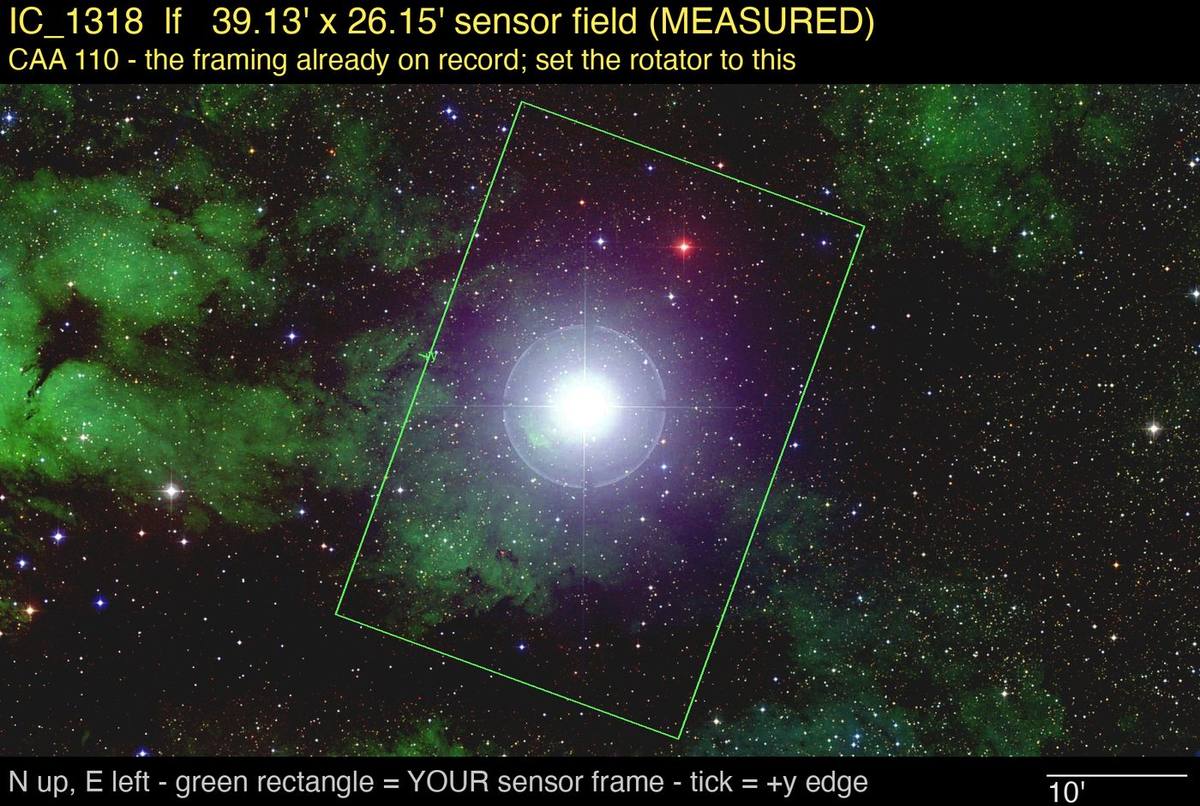 IC_1318 lf 39.13' x 26.15' sensor field (MEASURED)
CAA 110 - the framing already on record; set the rotator to this
+y
N up, E left - green rectangle = YOUR sensor frame - tick = +y edge
10'